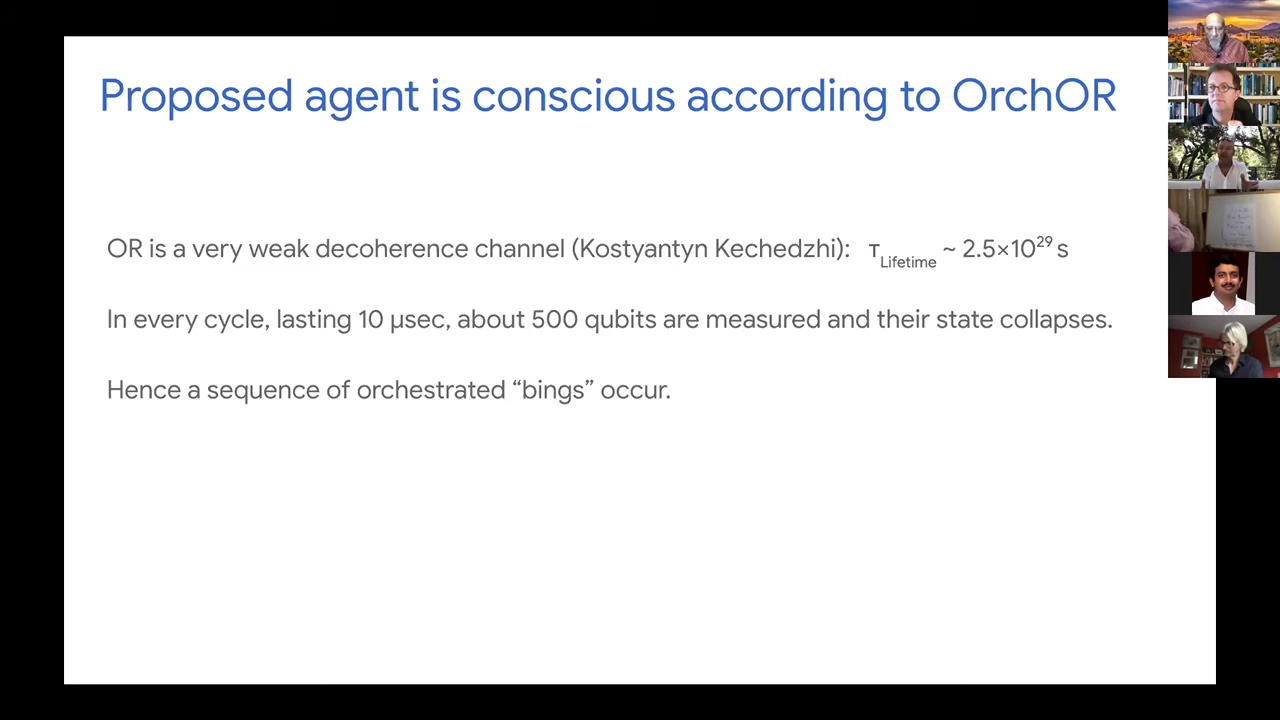 Proposed agent is conscious according to OrchOR
OR is a very weak decoherence channel (Kostyantyn Kechedzhi): τLifetime ~ 2.5×10²⁹ s
In every cycle, lasting 10 μsec, about 500 qubits are measured and their state collapses.
Hence a sequence of orchestrated “bings” occur.